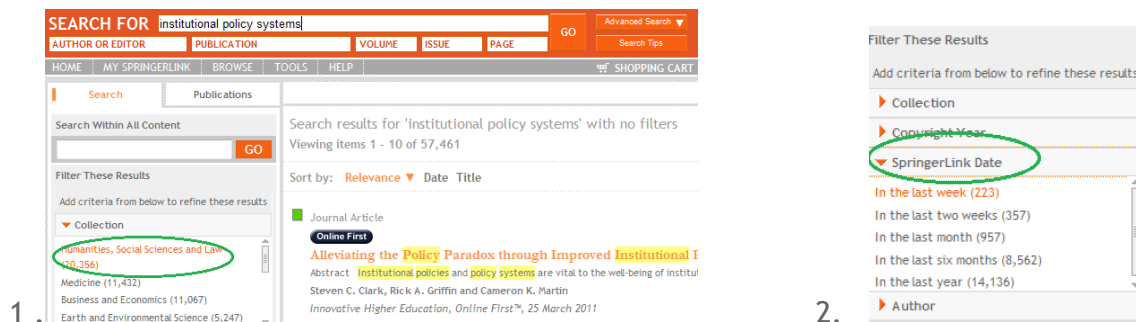 SEARCH FOR institutional policy systems GO Advanced Search ▼
AUTHOR OR EDITOR PUBLICATION VOLUME ISSUE PAGE Search Tips
HOME MY SPRINGERLINK BROWSE TOOLS HELP SHOPPING CART
Search Publications
Search Within All Content
GO
Filter These Results
Add criteria from below to refine these results
Collection
Humanities, Social Sciences and Law
(20,356)
Medicine (11,432)
Business and Economics (11,067)
Earth and Environmental Science (5,247)
Search results for 'institutional policy systems' with no filters
Viewing items 1 - 10 of 57,461
Sort by: Relevance ▼ Date Title
Journal Article
Online First
Alleviating the Policy Paradox through Improved Institutional
Abstract Institutional policies and policy systems are vital to the well-being of
Steven C. Clark, Rick A. Griffin and Cameron K. Martin
Innovative Higher Education, Online First™, 25 March 2011
1.
Filter These Results
Add criteria from below to refine these results
Collection
Copyright Year
SpringerLink Date
In the last week (223)
In the last two weeks (357)
In the last month (957)
In the last six months (8,562)
In the last year (14,136)
Author
2.